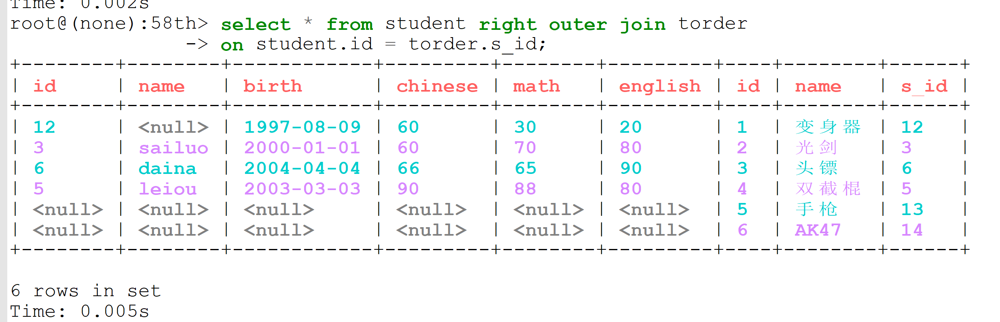 Time: 0.002s
root@(none):58th> select * from student right outer join torder
-> on student.id = torder.s_id;
+--------+--------+------------+---------+--------+---------+----+--------+------+
| id     | name   | birth      | chinese | math   | english | id | name   | s_id |
+--------+--------+------------+---------+--------+---------+----+--------+------+
| 12     | <null> | 1997-08-09 | 60      | 30     | 20      | 1  | 变身器 | 12   |
| 3      | sailuo | 2000-01-01 | 60      | 70     | 80      | 2  | 光剑   | 3    |
| 6      | daina  | 2004-04-04 | 66      | 65     | 90      | 3  | 头镖   | 6    |
| 5      | leiou  | 2003-03-03 | 90      | 88     | 80      | 4  | 双截棍 | 5    |
| <null> | <null> | <null>     | <null>  | <null> | <null>  | 5  | 手枪   | 13   |
| <null> | <null> | <null>     | <null>  | <null> | <null>  | 6  | AK47   | 14   |
+--------+--------+------------+---------+--------+---------+----+--------+------+
6 rows in set
Time: 0.005s